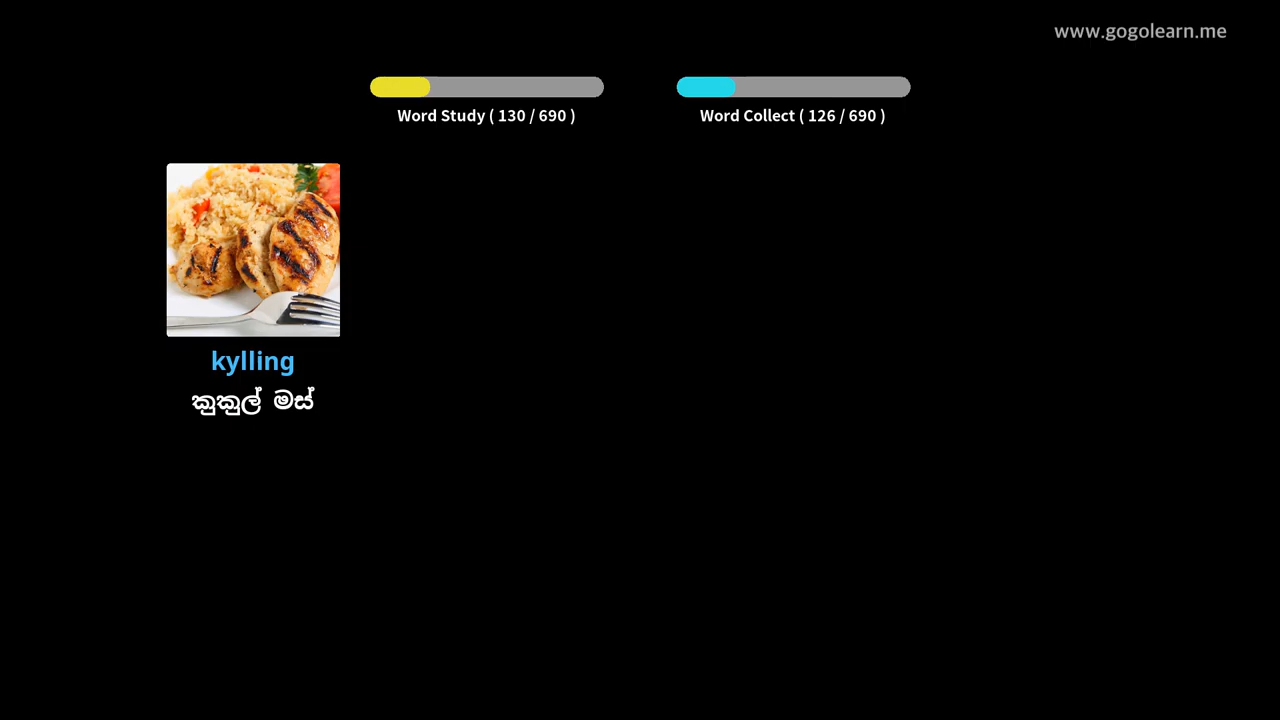 www.gogolearn.me
Word Study ( 130 / 690 )
Word Collect ( 126 / 690 )
kylling
කුකුල් මස්